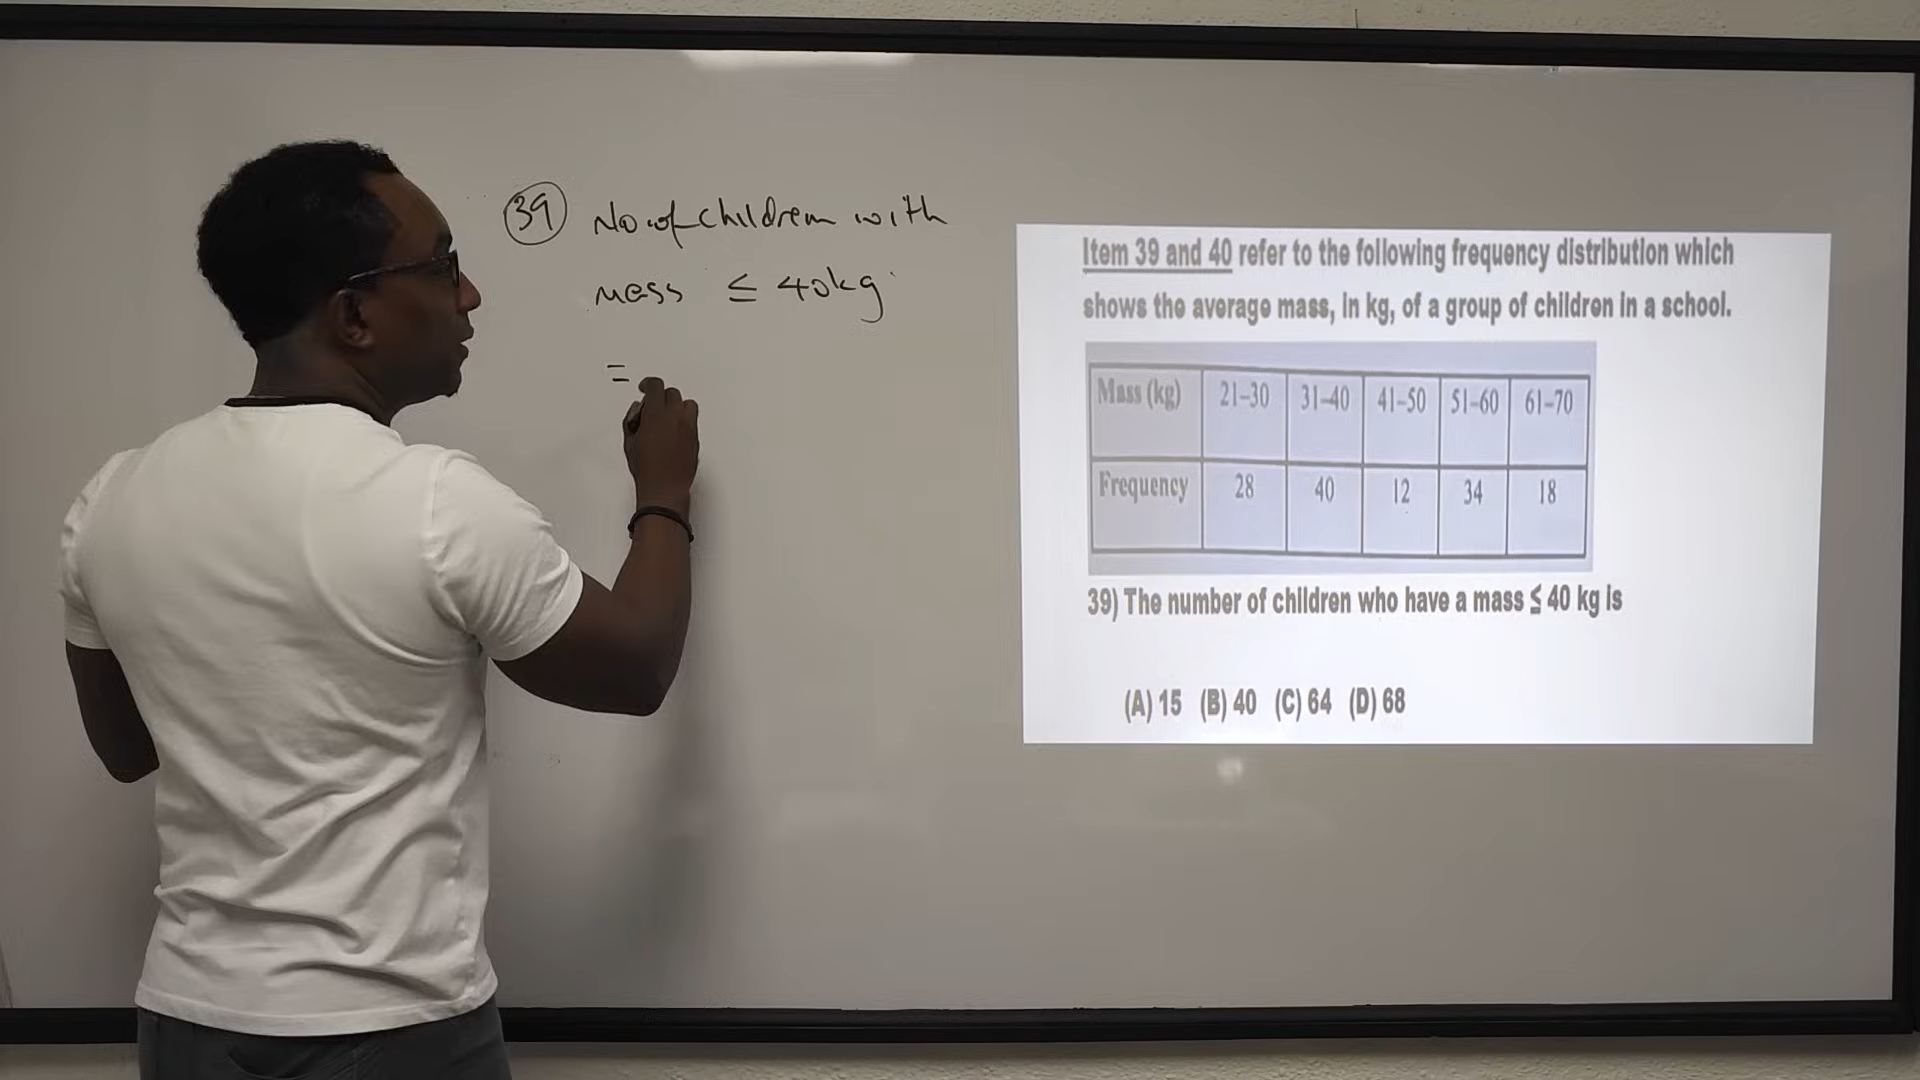 39 No of children with
mass ≤ 40kg
=
Item 39 and 40 refer to the following frequency distribution which
shows the average mass, in kg, of a group of children in a school.
Mass (kg) 21–30 31–40 41–50 51–60 61–70
Frequency 28 40 12 34 18
39) The number of children who have a mass ≤ 40 kg is
(A) 15 (B) 40 (C) 64 (D) 68